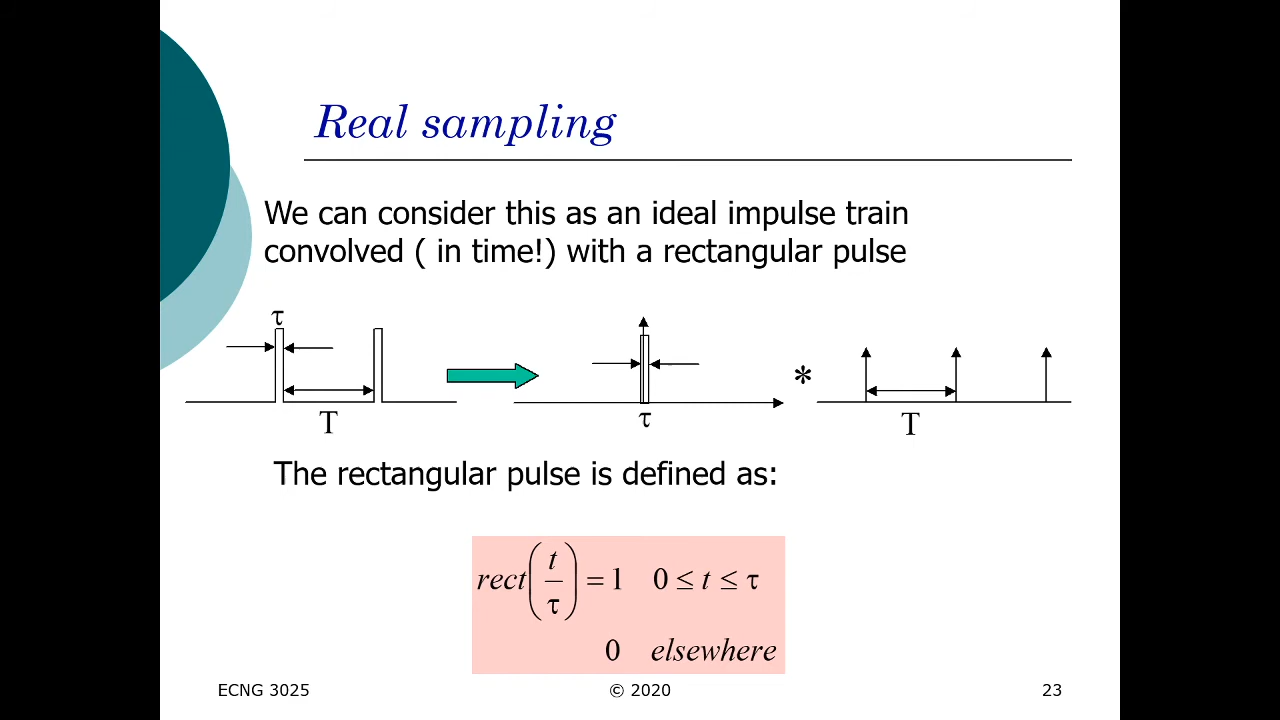 Real sampling
We can consider this as an ideal impulse train
convolved ( in time!) with a rectangular pulse
τ
T
τ
*
T
The rectangular pulse is defined as:
rect(t/τ) = 1 0 ≤ t ≤ τ
0 elsewhere
ECNG 3025 © 2020 23